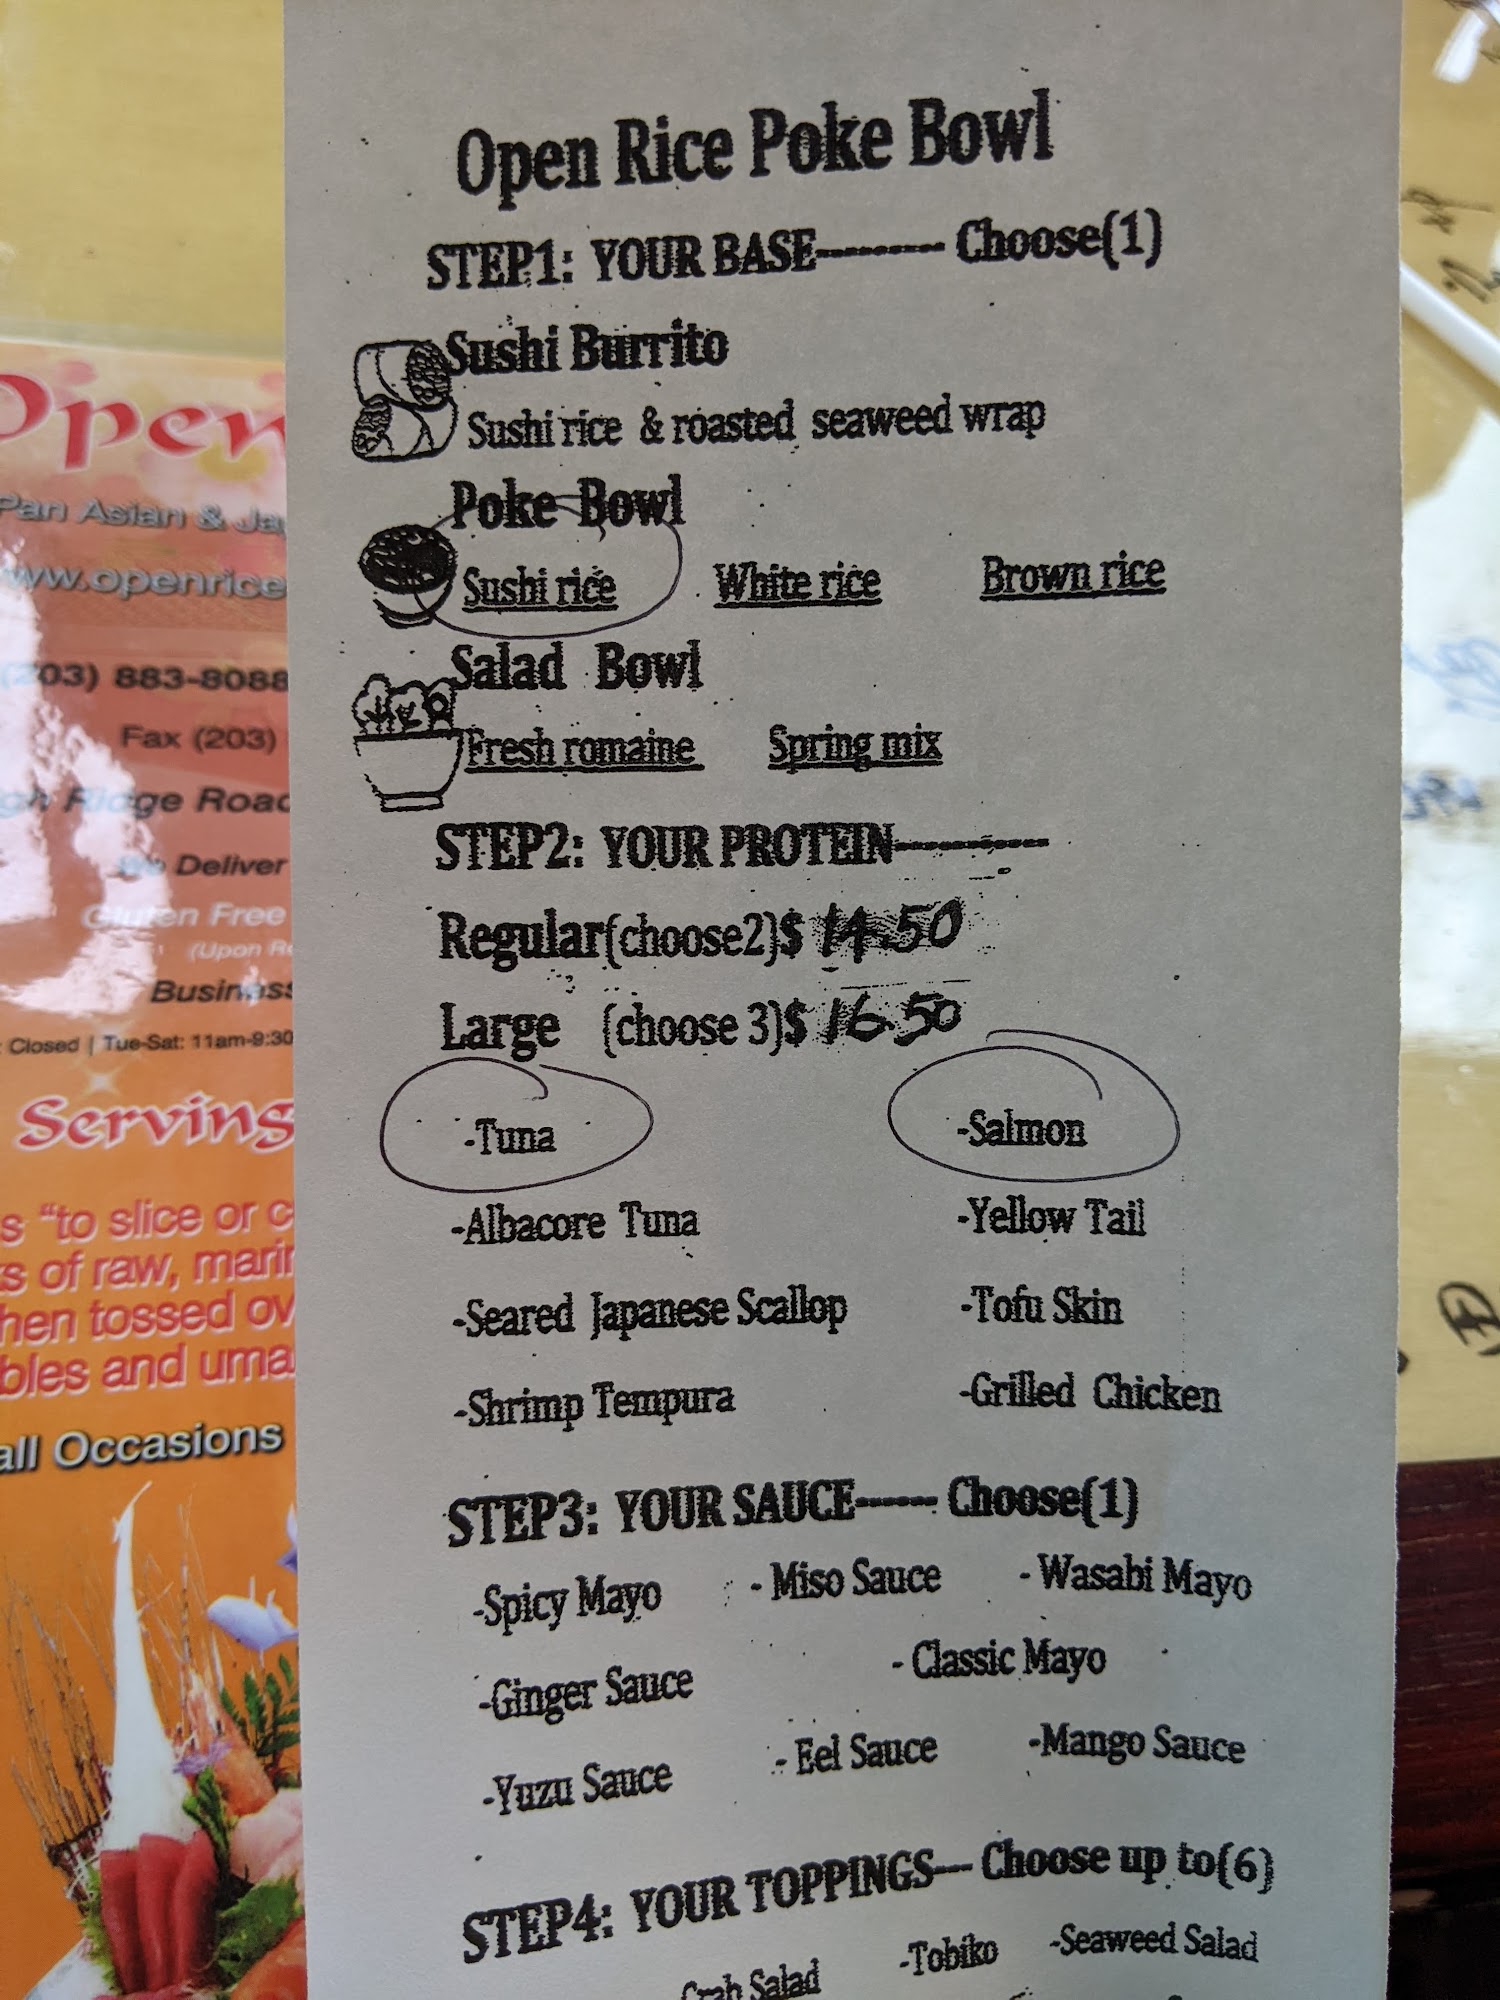 Open Rice Poke Bowl
STEP1: YOUR BASE--------- Choose(1)
Sushi Burrito
Sushi rice & roasted seaweed wrap
Poke Bowl
Sushi rice White rice Brown rice
Salad Bowl
Fresh romaine Spring mix
STEP2: YOUR PROTEIN-----------
Regular(choose2)$ 14.50
Large (choose 3)$ 16.50
-Tuna -Salmon
-Albacore Tuna -Yellow Tail
-Seared Japanese Scallop -Tofu Skin
-Shrimp Tempura -Grilled Chicken
STEP3: YOUR SAUCE------ Choose(1)
-Spicy Mayo - Miso Sauce - Wasabi Mayo
-Ginger Sauce - Classic Mayo
-Yuzu Sauce - Eel Sauce -Mango Sauce
STEP4: YOUR TOPPINGS--- Choose up to(6)
Crab Salad -Tobiko -Seaweed Salad
Open
Pan Asian & Ja
www.openrice
(203) 883-8088
Fax (203)
Ridge Road
We Deliver
Gluten Free
(Upon Re
Business
: Closed | Tue-Sat: 11am-9:30
Serving
s "to slice or c
s of raw, marin
hen tossed ov
bles and uma
all Occasions